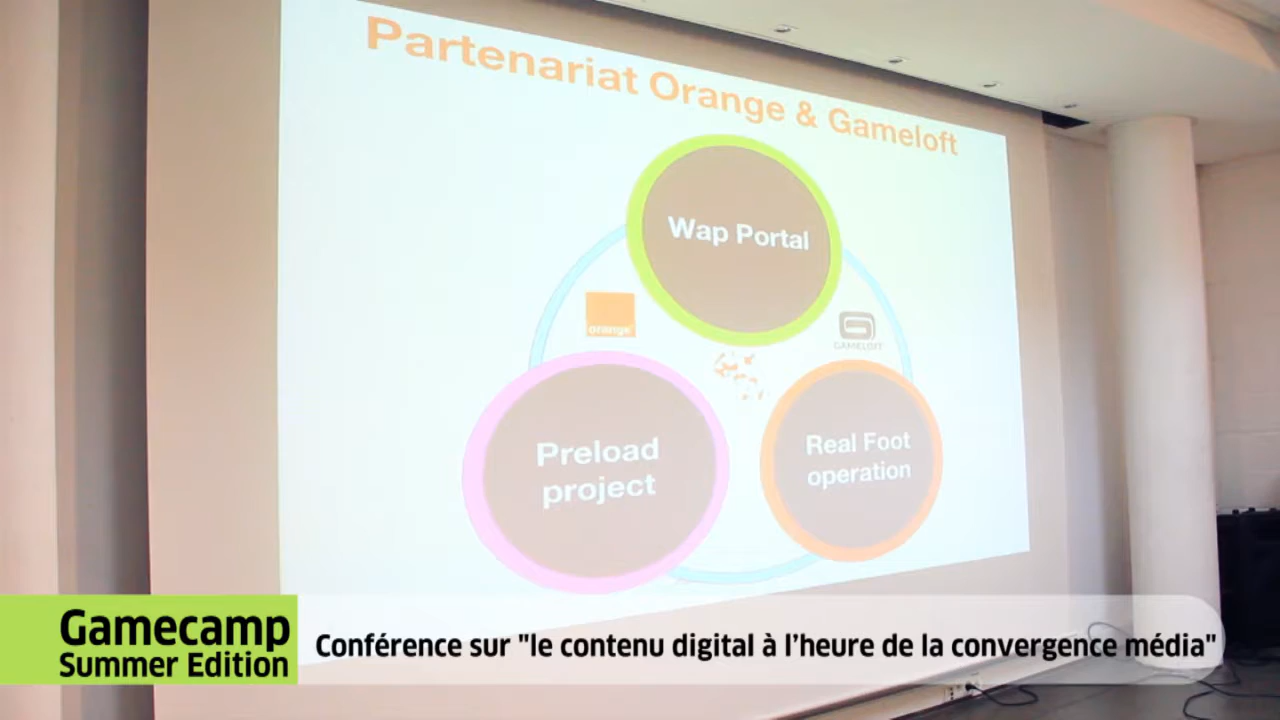 Partenariat Orange & Gameloft
Wap Portal
orange
GAMELOFT
Preload
project
Real Foot
operation
Gamecamp
Summer Edition
Conférence sur "le contenu digital à l’heure de la convergence média"